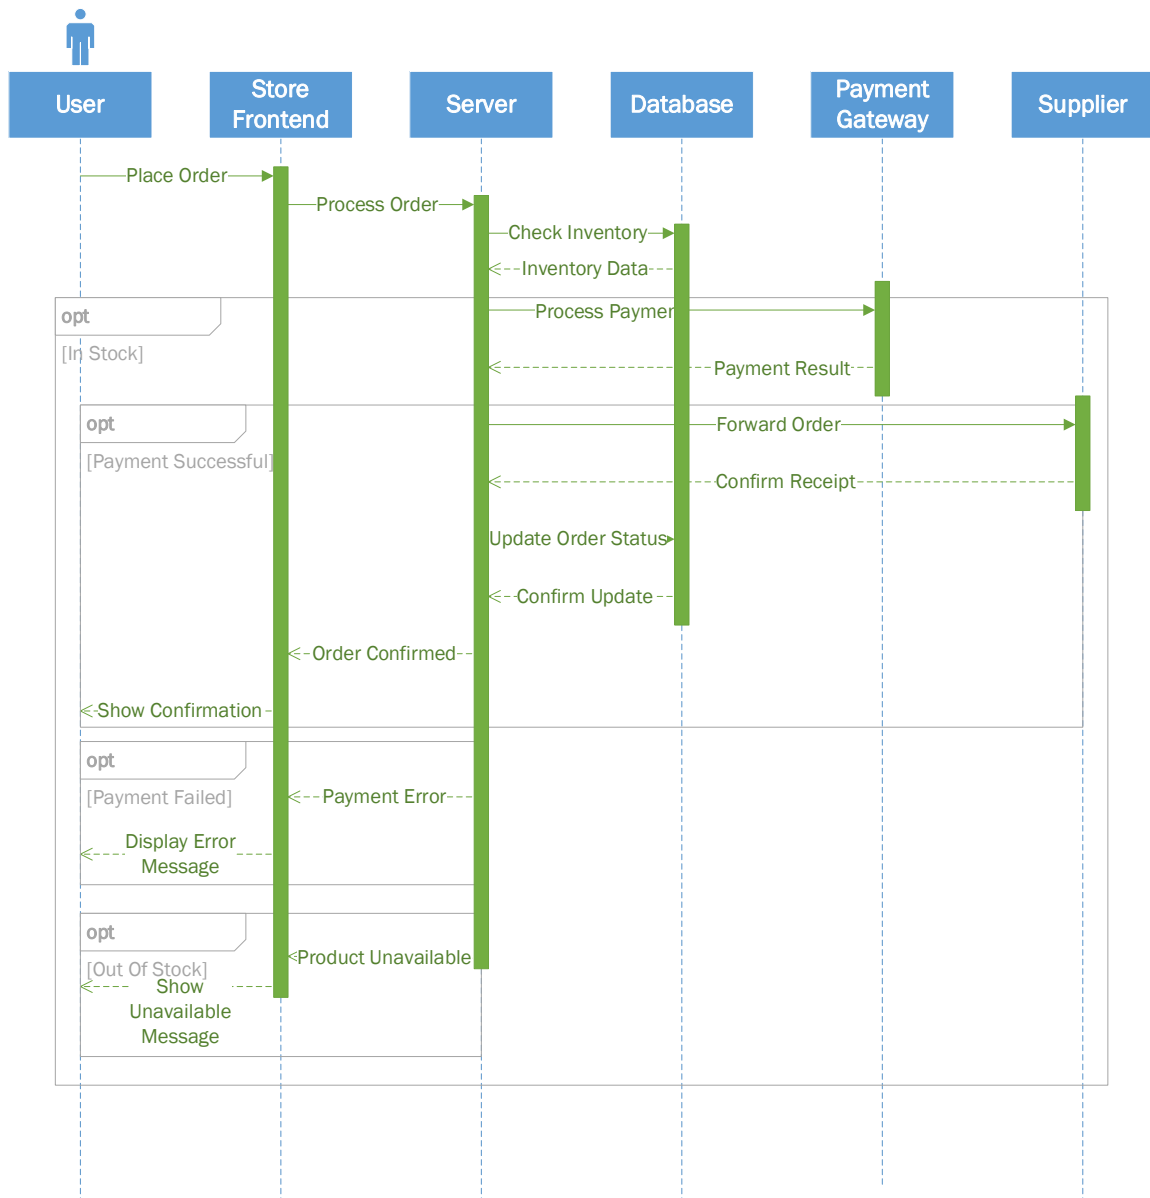 User
Store
Frontend
Server
Database
Payment
Gateway
Supplier
Place Order
Process Order
Check Inventory
Inventory Data
opt
Process Paymer
[In Stock]
Payment Result
opt
Forward Order
[Payment Successful]
Confirm Receipt
Update Order Status
Confirm Update
Order Confirmed
Show Confirmation
opt
[Payment Failed]
Payment Error
Display Error
Message
opt
Product Unavailable
[Out Of Stock]
Show
Unavailable
Message